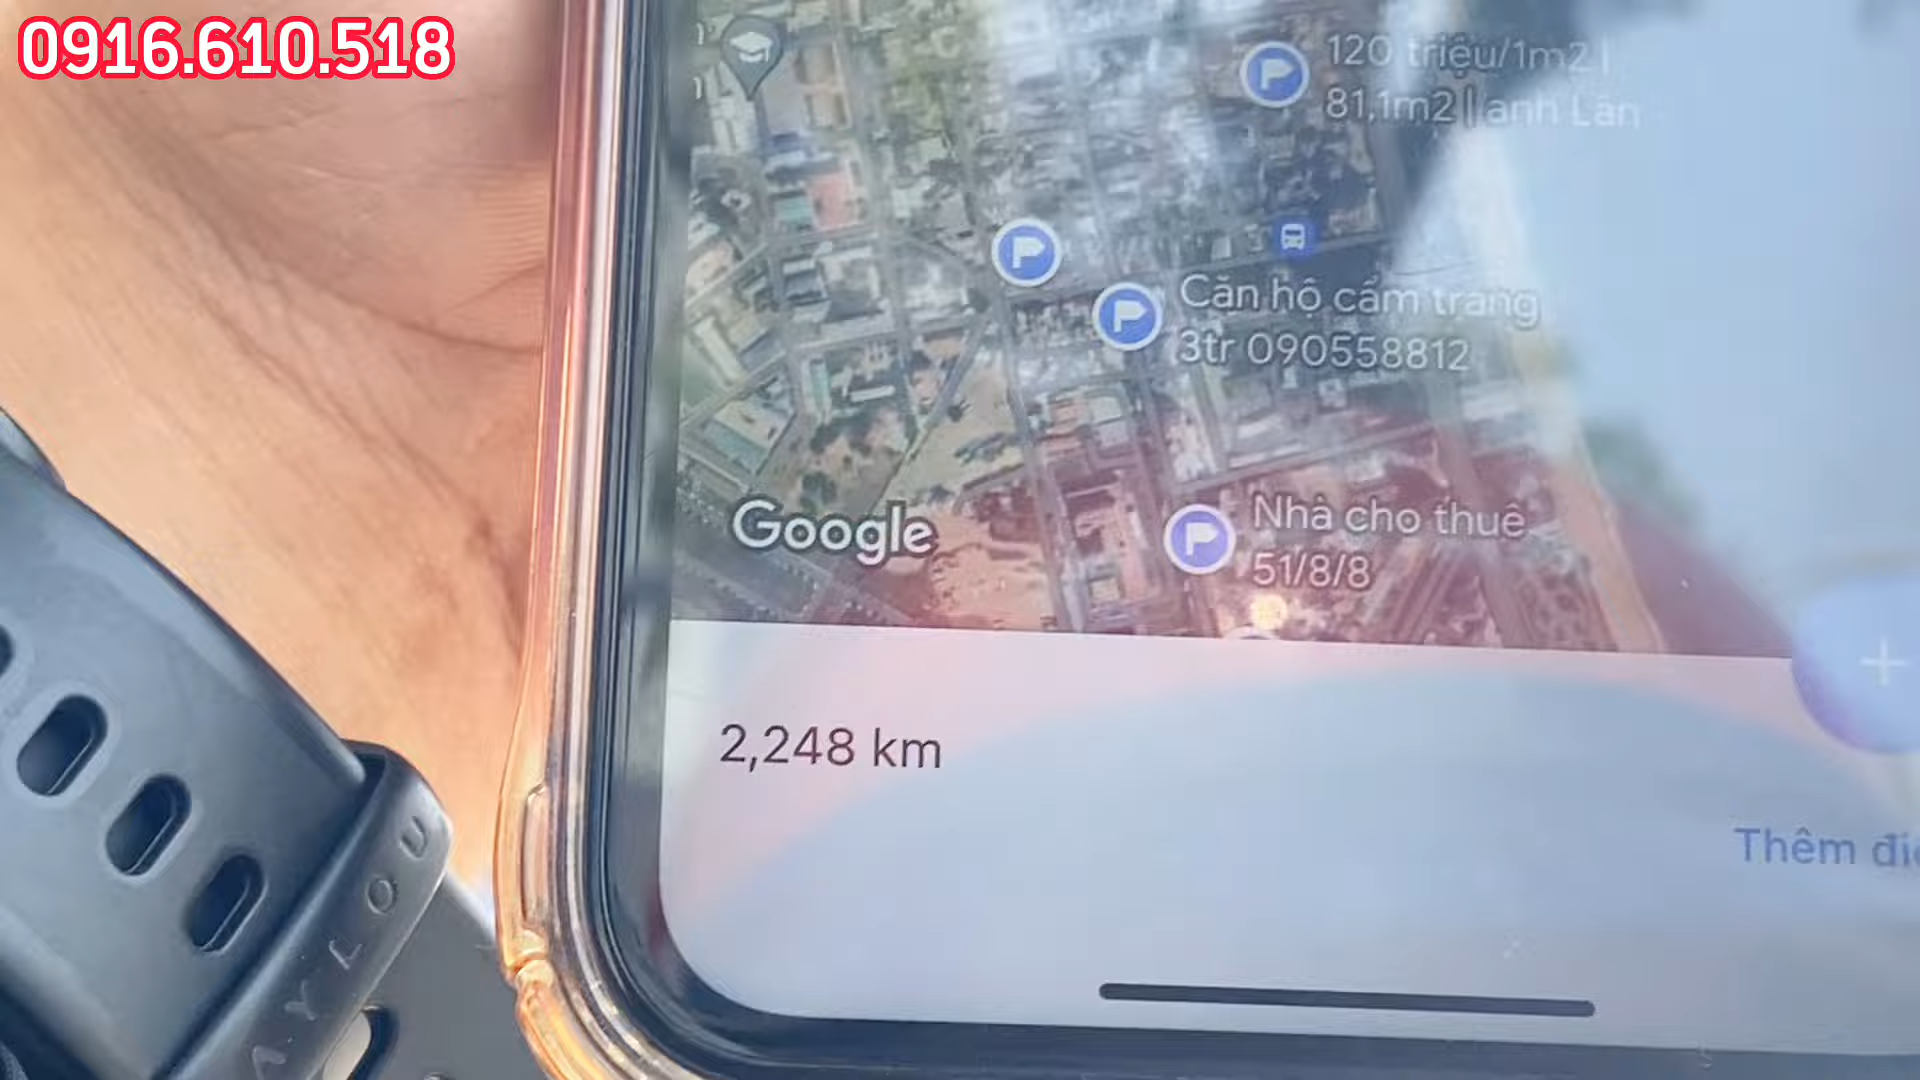 0916.610.518
120 triệu/1m2 |
81,1m2 | anh Lân
Căn hộ cẩm trang
3tr 090558812
Nhà cho thuê
51/8/8
Google
2,248 km
Thêm
HAYLOU